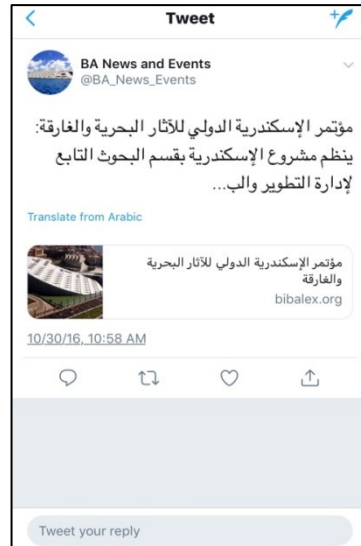 Tweet
BA News and Events
@BA_News_Events
مؤتمر الإسكندرية الدولي للآثار البحرية والغارقة:
ينظم مشروع الإسكندرية بقسم البحوث التابع
لإدارة التطوير والب...
Translate from Arabic
مؤتمر الإسكندرية الدولي للآثار البحرية
والغارقة
bibalex.org
10/30/16, 10:58 AM
Tweet your reply